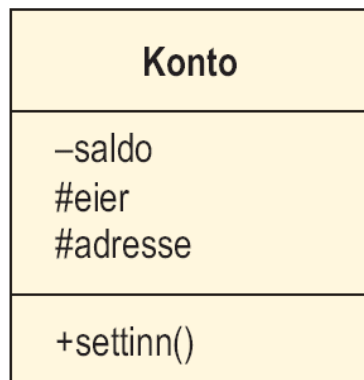 Konto
–saldo
#eier
#adresse
+settinn()